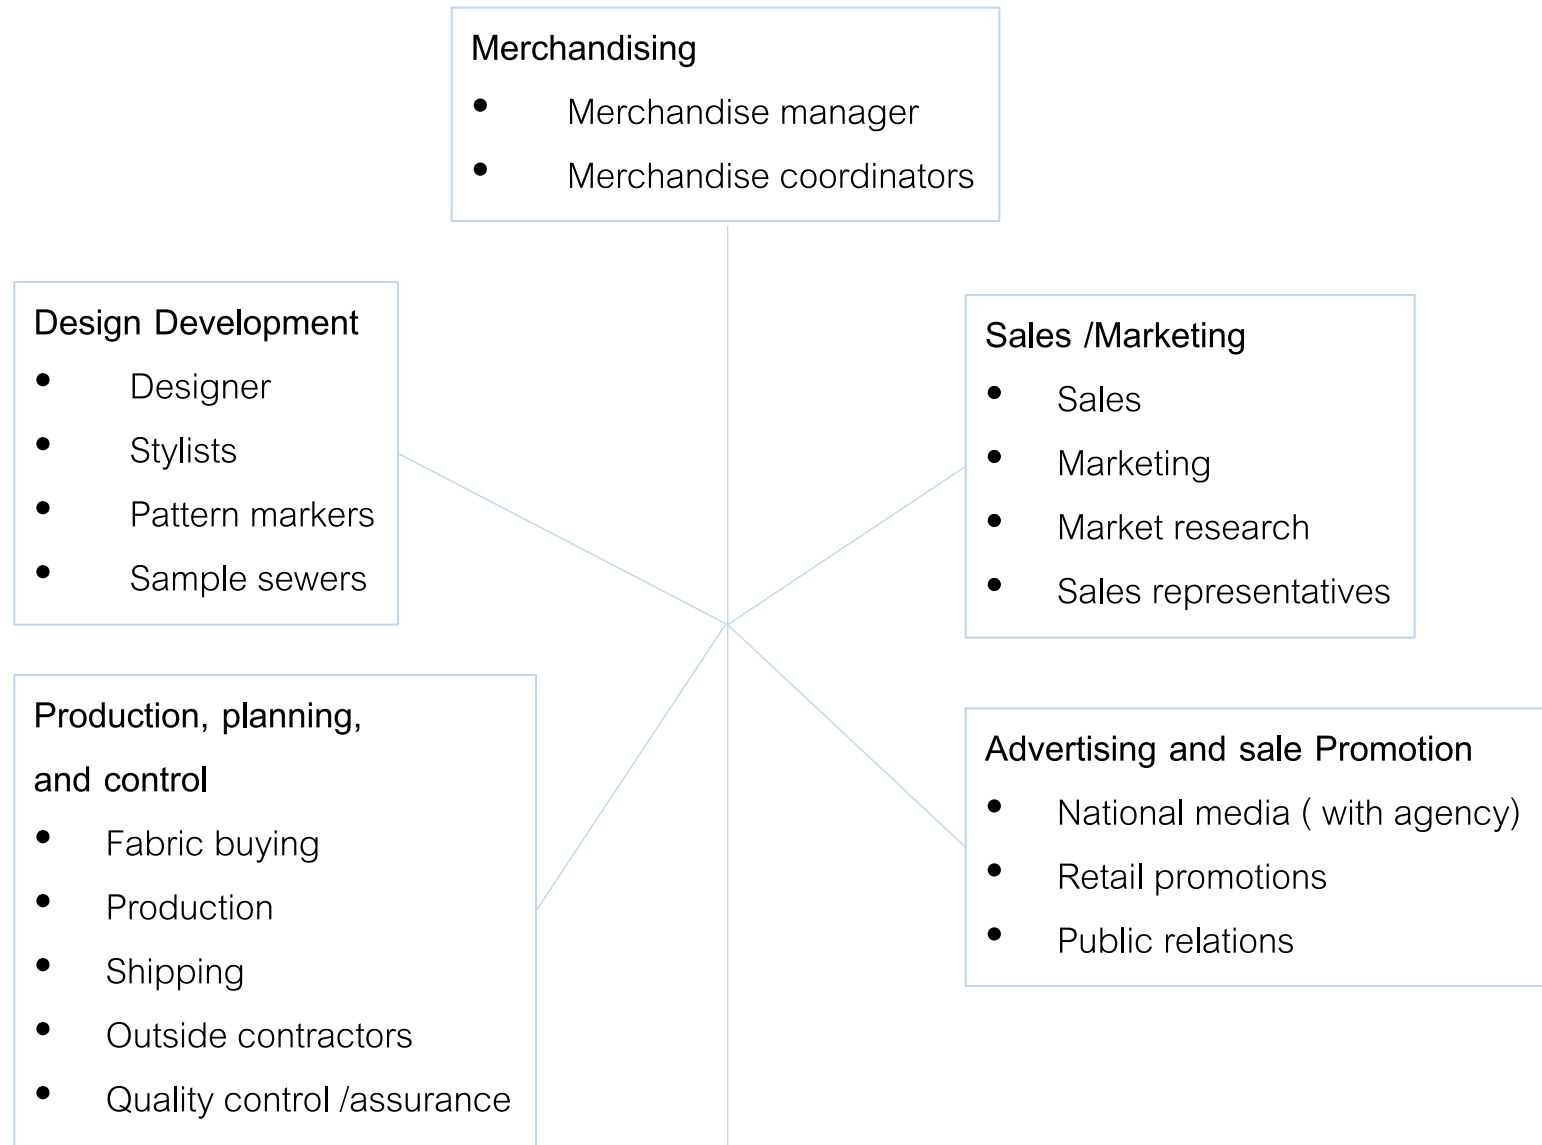 Merchandising
• Merchandise manager
• Merchandise coordinators
Design Development
• Designer
• Stylists
• Pattern markers
• Sample sewers
Sales /Marketing
• Sales
• Marketing
• Market research
• Sales representatives
Production, planning,
and control
• Fabric buying
• Production
• Shipping
• Outside contractors
• Quality control /assurance
Advertising and sale Promotion
• National media ( with agency)
• Retail promotions
• Public relations